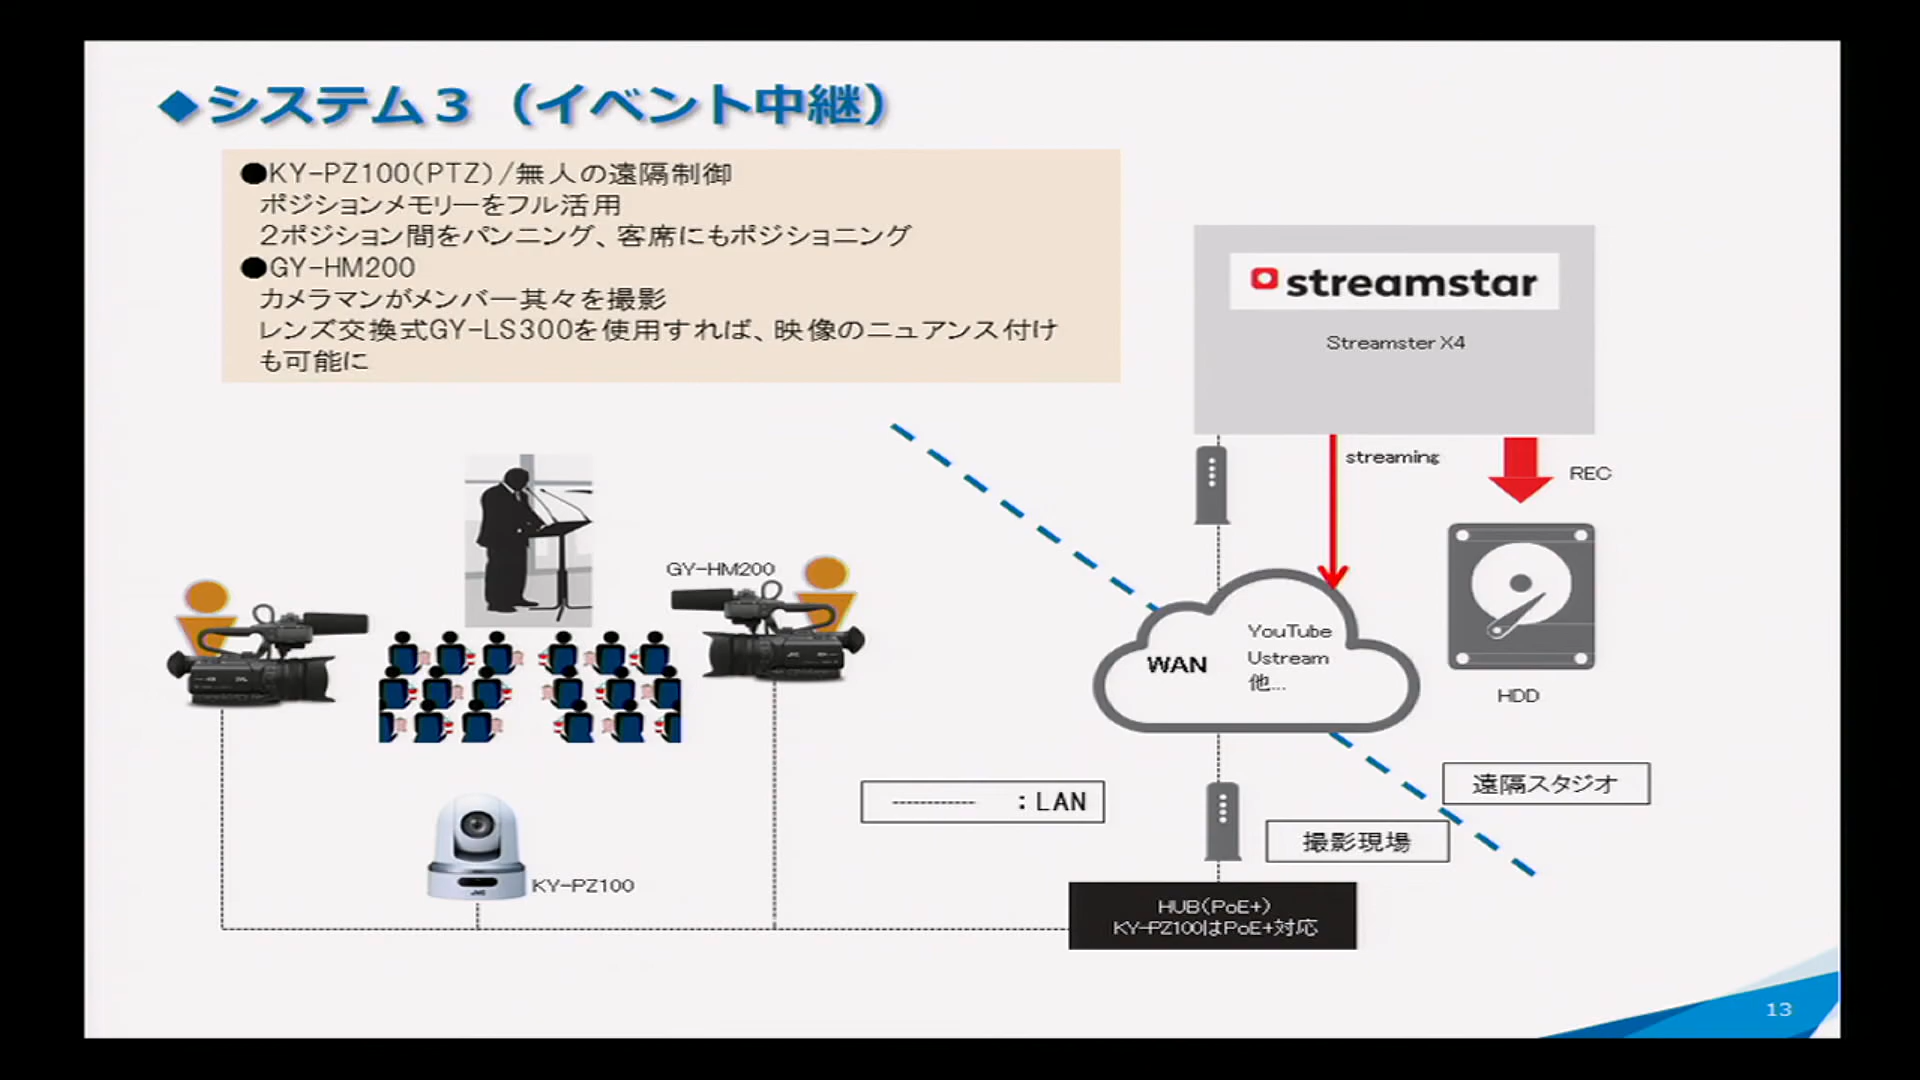 ◆システム３（イベント中継）
●KY-PZ100(PTZ)/無人の遠隔制御
ポジションメモリーをフル活用
２ポジション間をパンニング、客席にもポジショニング
●GY-HM200
カメラマンがメンバー其々を撮影
レンズ交換式GY-LS300を使用すれば、映像のニュアンス付け
も可能に
streamstar
Streamster X4
streaming
REC
GY-HM200
YouTube
WAN
Ustream
他...
HDD
遠隔スタジオ
：LAN
撮影現場
KY-PZ100
HUB(PoE+)
KY-PZ100はPoE+対応
13